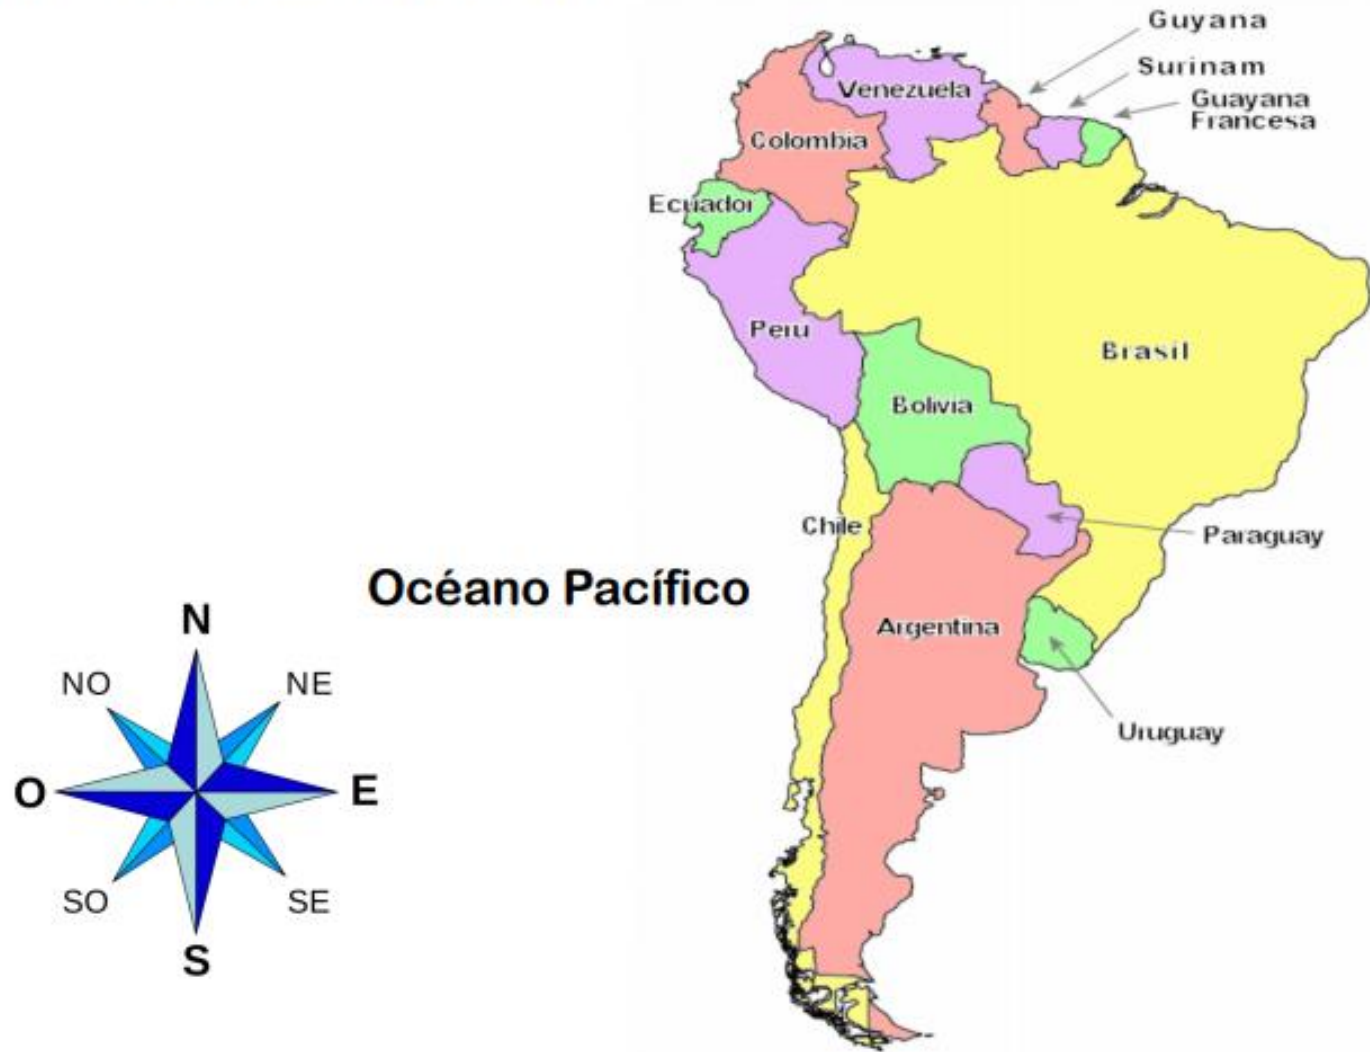 Guyana
Surinam
Guayana
Francesa
Venezuela
Colombia
Ecuador
Perú
Brasil
Bolivia
Chile
Paraguay
Océano Pacífico
Argentina
Uruguay
N
NO
NE
O
E
SO
SE
S